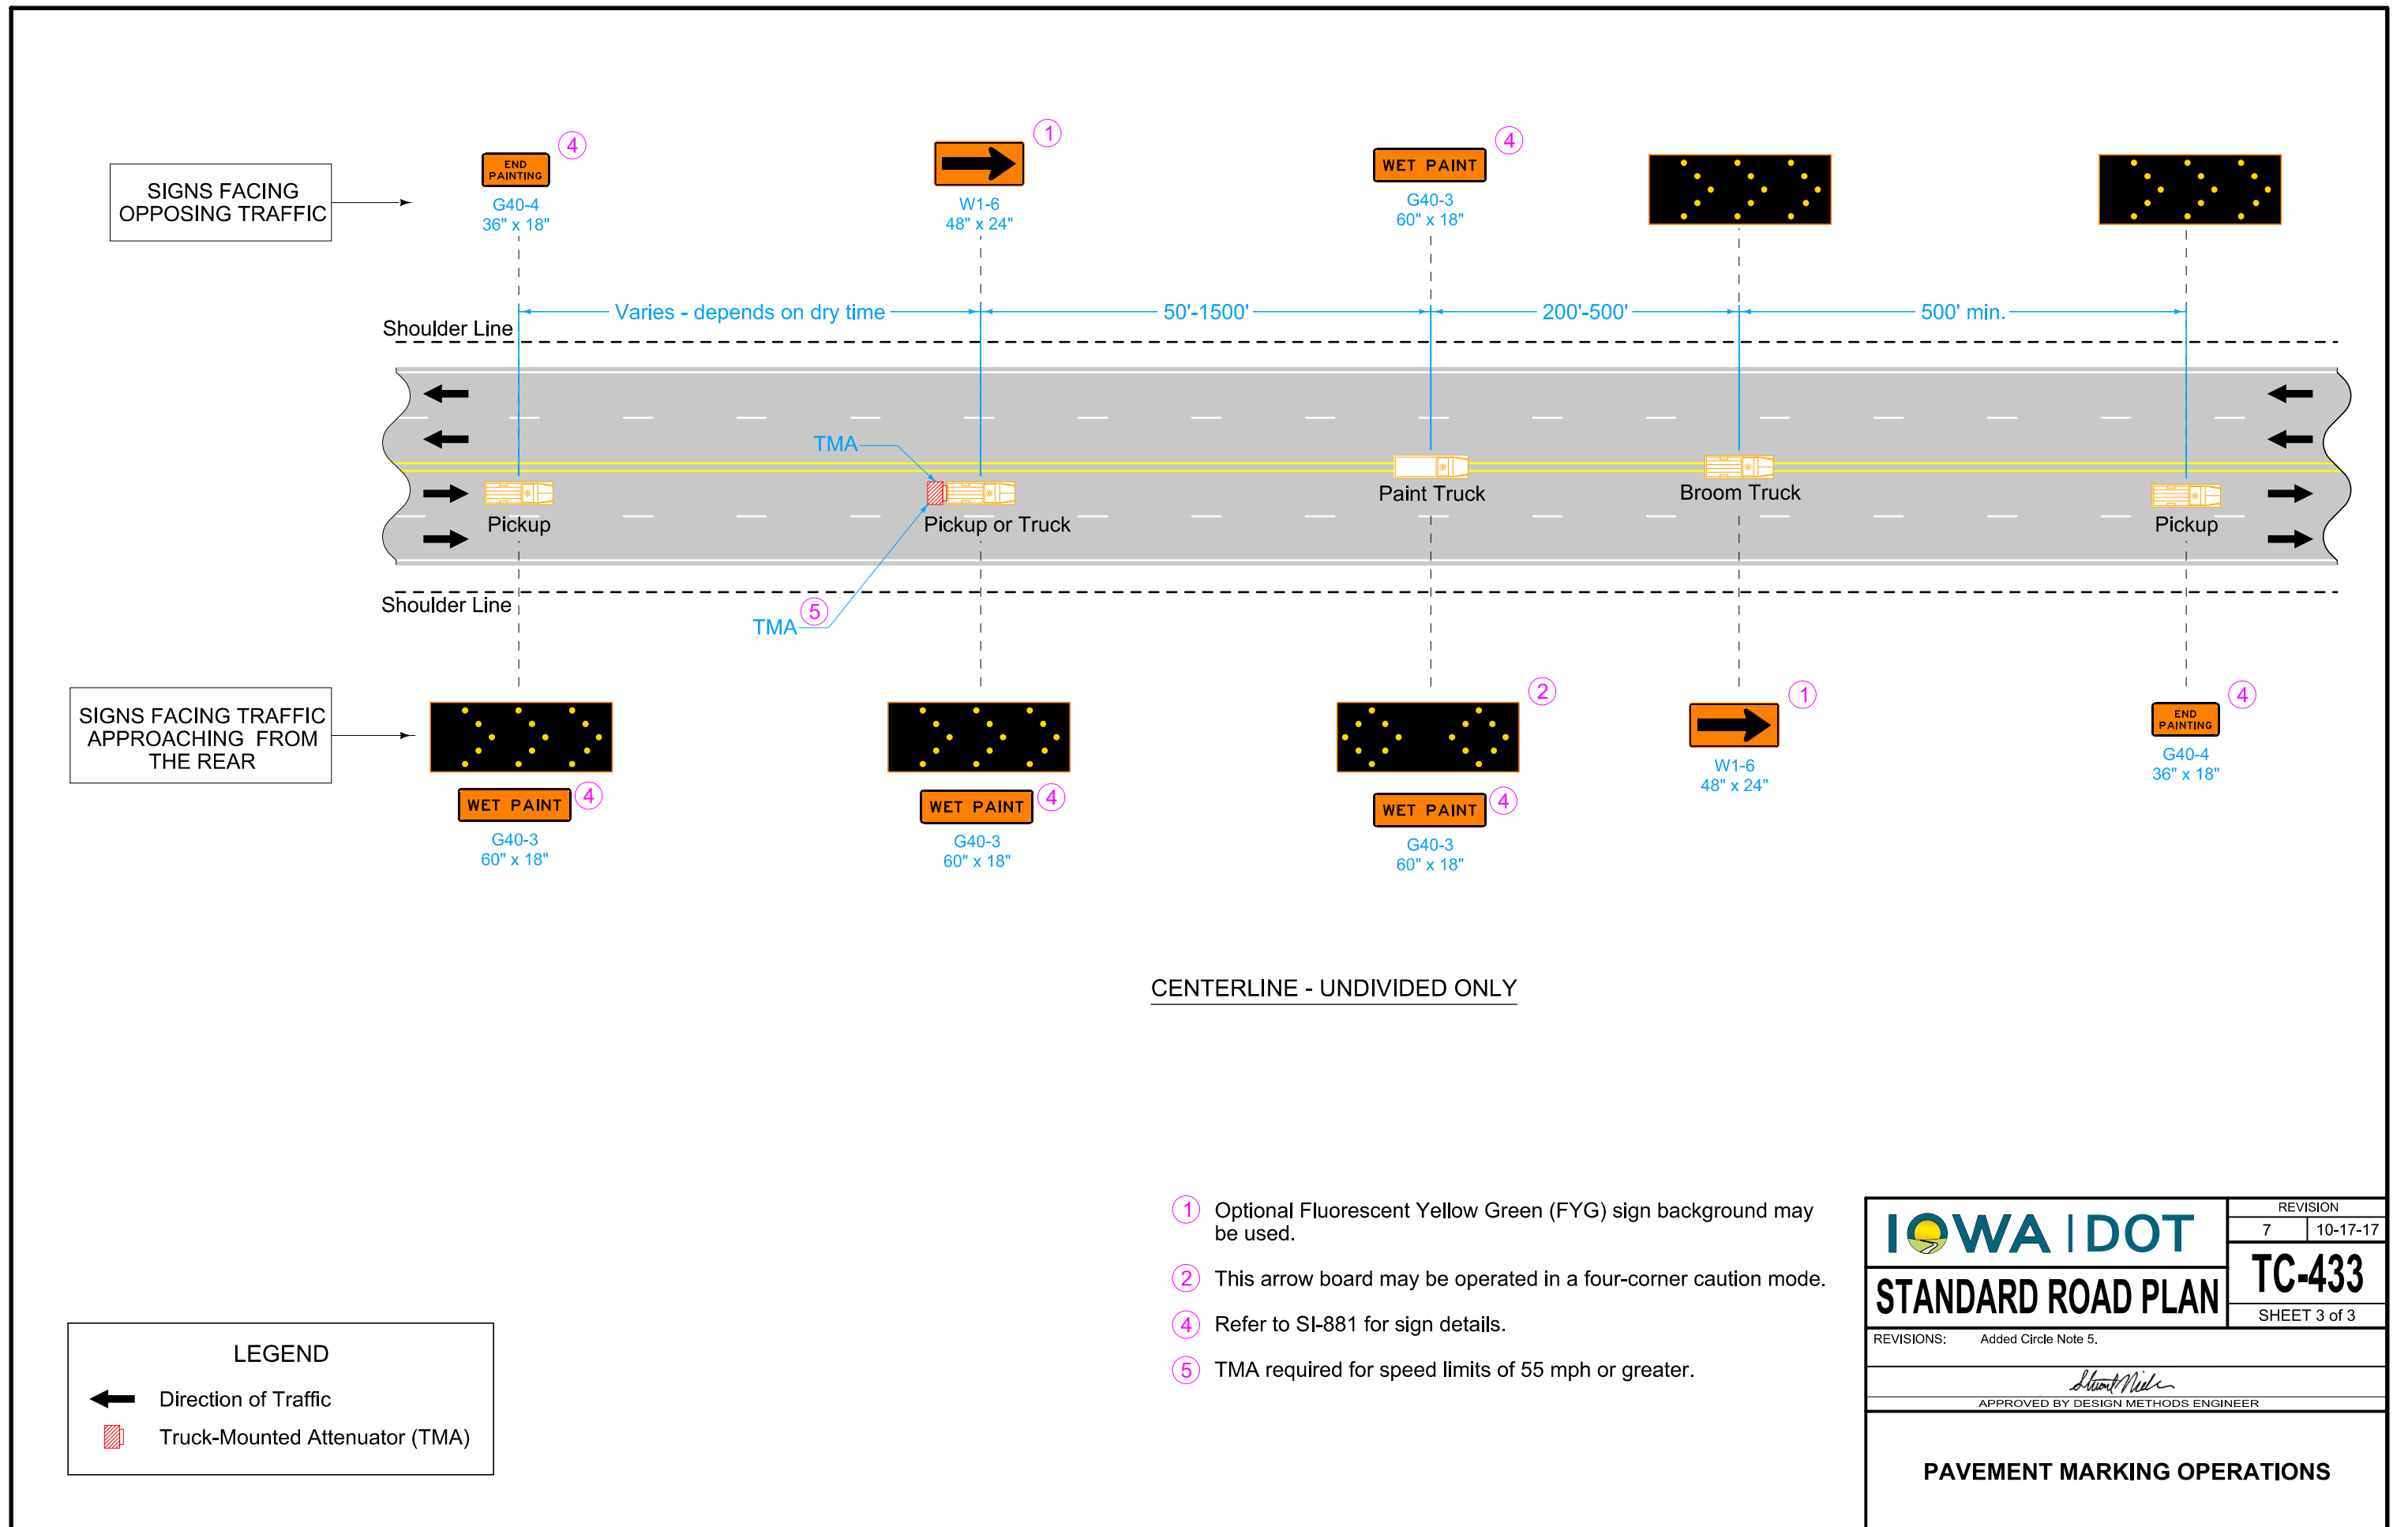 SIGNS FACING
OPPOSING TRAFFIC
END
PAINTING
4
G40-4
36" x 18"
1
W1-6
48" x 24"
WET PAINT
4
G40-3
60" x 18"
Varies - depends on dry time
50'-1500'
200'-500'
500' min.
Shoulder Line
TMA
Pickup
Pickup or Truck
Paint Truck
Broom Truck
Pickup
Shoulder Line
TMA
5
SIGNS FACING TRAFFIC
APPROACHING FROM
THE REAR
WET PAINT
4
G40-3
60" x 18"
WET PAINT
4
G40-3
60" x 18"
2
WET PAINT
4
G40-3
60" x 18"
1
W1-6
48" x 24"
END
PAINTING
4
G40-4
36" x 18"
CENTERLINE - UNDIVIDED ONLY
1 Optional Fluorescent Yellow Green (FYG) sign background may
be used.
2 This arrow board may be operated in a four-corner caution mode.
4 Refer to SI-881 for sign details.
5 TMA required for speed limits of 55 mph or greater.
LEGEND
Direction of Traffic
Truck-Mounted Attenuator (TMA)
IOWA DOT
STANDARD ROAD PLAN
REVISION
7 10-17-17
TC-433
SHEET 3 of 3
REVISIONS: Added Circle Note 5.
APPROVED BY DESIGN METHODS ENGINEER
PAVEMENT MARKING OPERATIONS